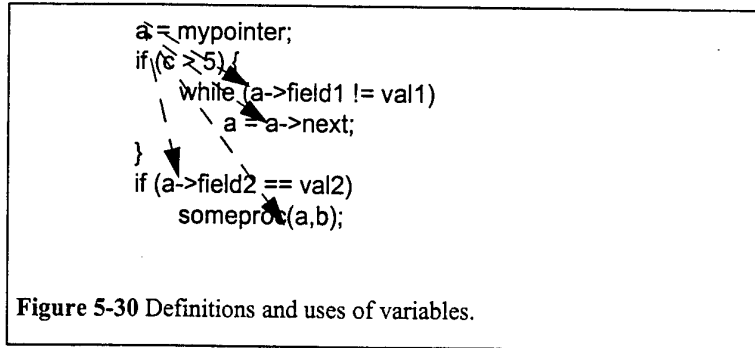 a = mypointer;
if (c > 5) {
while (a->field1 != val1)
a = a->next;
}
if (a->field2 == val2)
someproc(a,b);
Figure 5-30 Definitions and uses of variables.